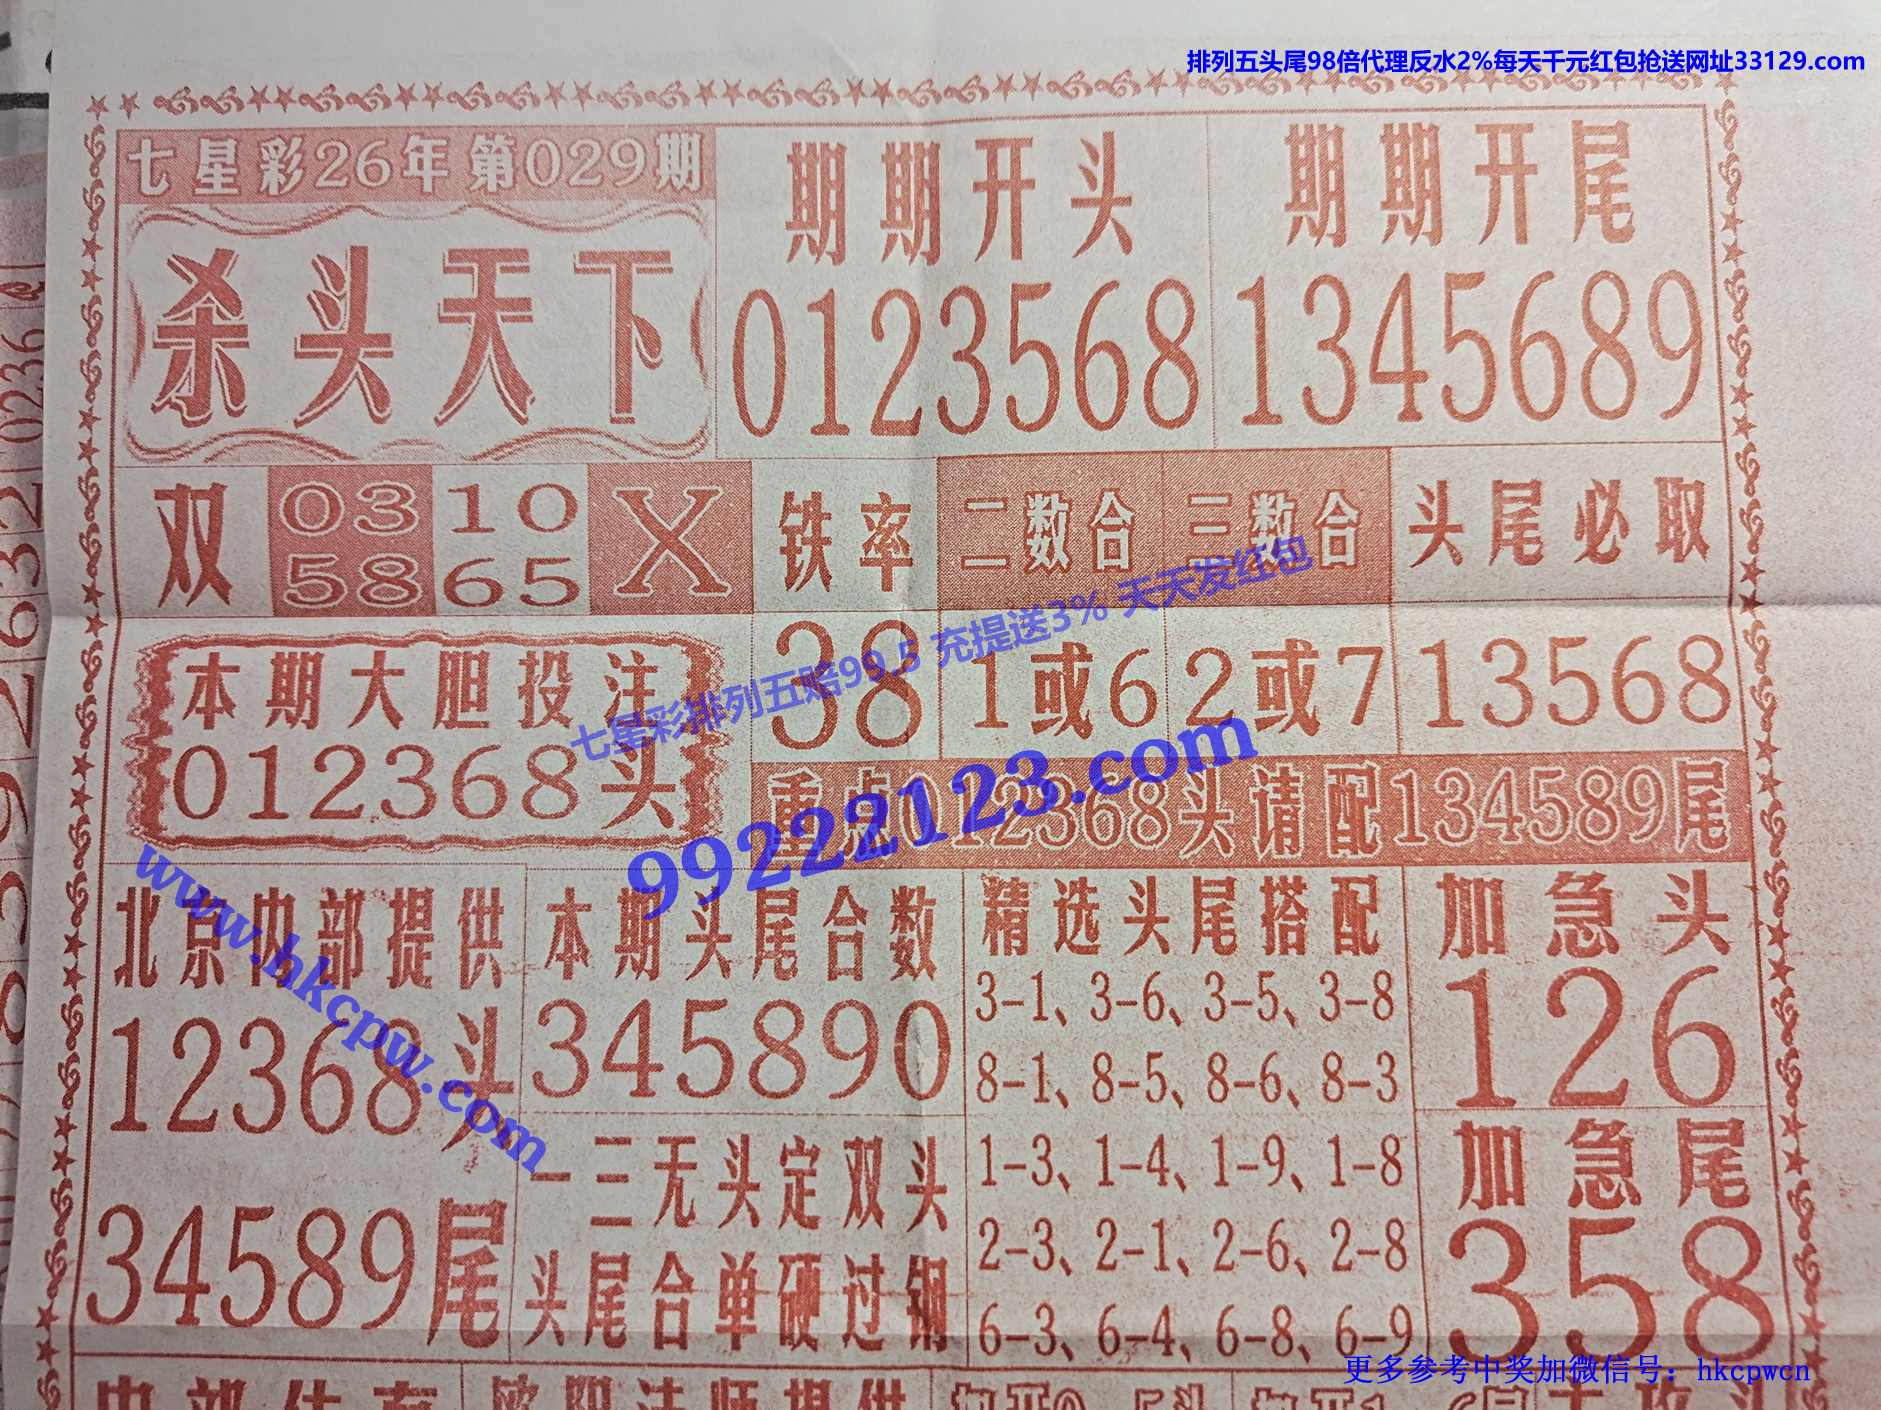 排列五头尾98倍代理反水2%每天千元红包抢送网址33129.com
七星彩26年第029期
杀头天下
期期开头
0123568
期期开尾
1345689
双
03 10
58 65
X
铁率
38
二数合
1或6
三数合
2或7
头尾必取
13568
本期大胆投注
012368头
重点012368头请配134589尾
七星彩排列五赔99.5 充提送3% 天天发红包
99222123.com
www.hkcpw.com
北京内部提供
12368头
34589尾
本期头尾合数
345890
一三无头定双头
头尾合单硬过钢
精选头尾搭配
3-1、3-6、3-5、3-8
8-1、8-5、8-6、8-3
1-3、1-4、1-9、1-8
2-3、2-1、2-6、2-8
6-3、6-4、6-8、6-9
加急头
126
加急尾
358
更多参考中奖加微信号：hkcpwcn